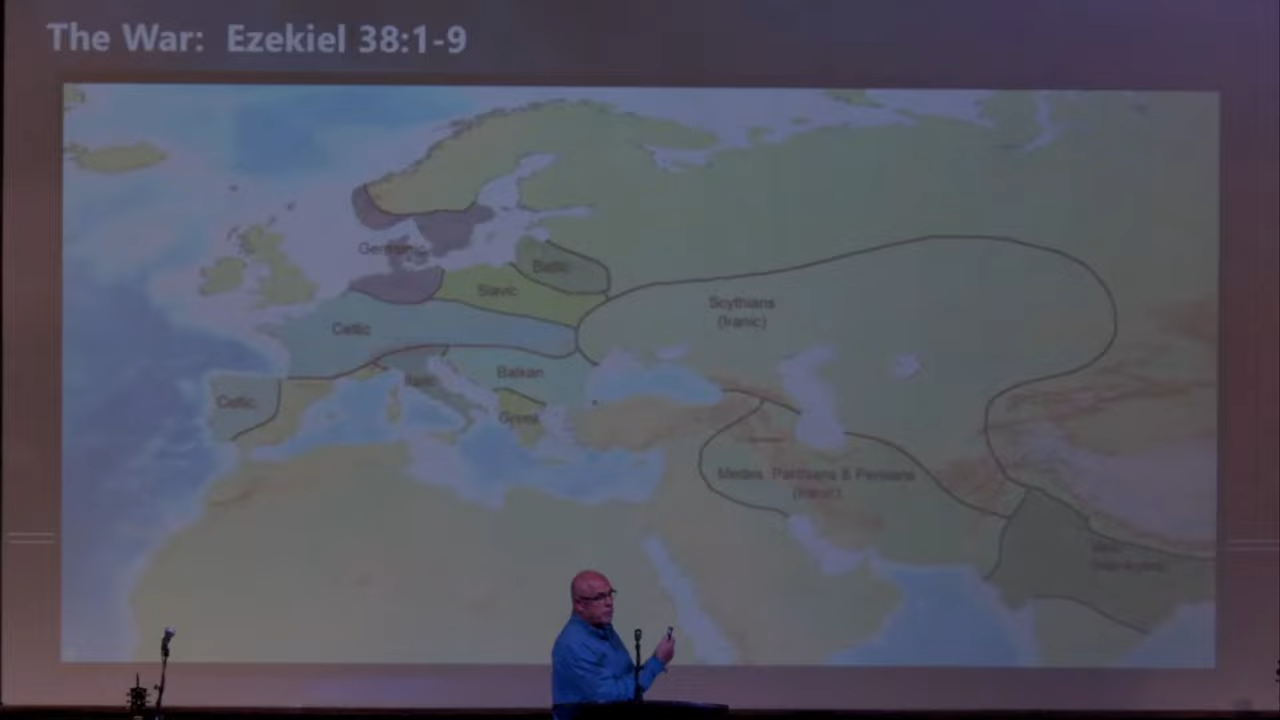 The War: Ezekiel 38:1-9
Germanic
Baltic
Slavic
Scythians
(Iranic)
Celtic
Balkan
Italic
Celtic
Greek
Medes, Parthians & Persians
(Iranic)